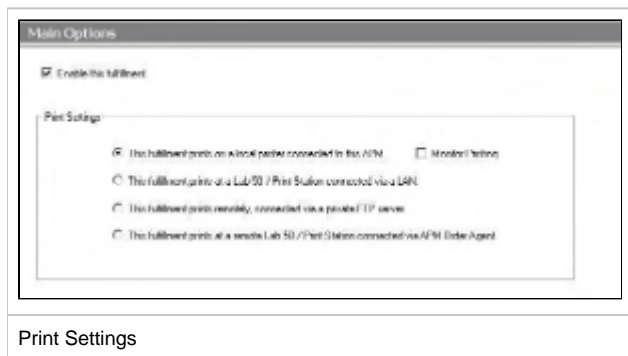 Main Options
Enable this fulfillment
Print Settings
This fulfillment prints on a local printer connected to this APM. Monitor Printing
This fulfillment prints at a Lab 50 / Print Station connected via a LAN.
This fulfillment prints remotely, connected via a private FTP server.
This fulfillment prints at a remote Lab 50 / Print Station connected via APM Order Agent.
Print Settings